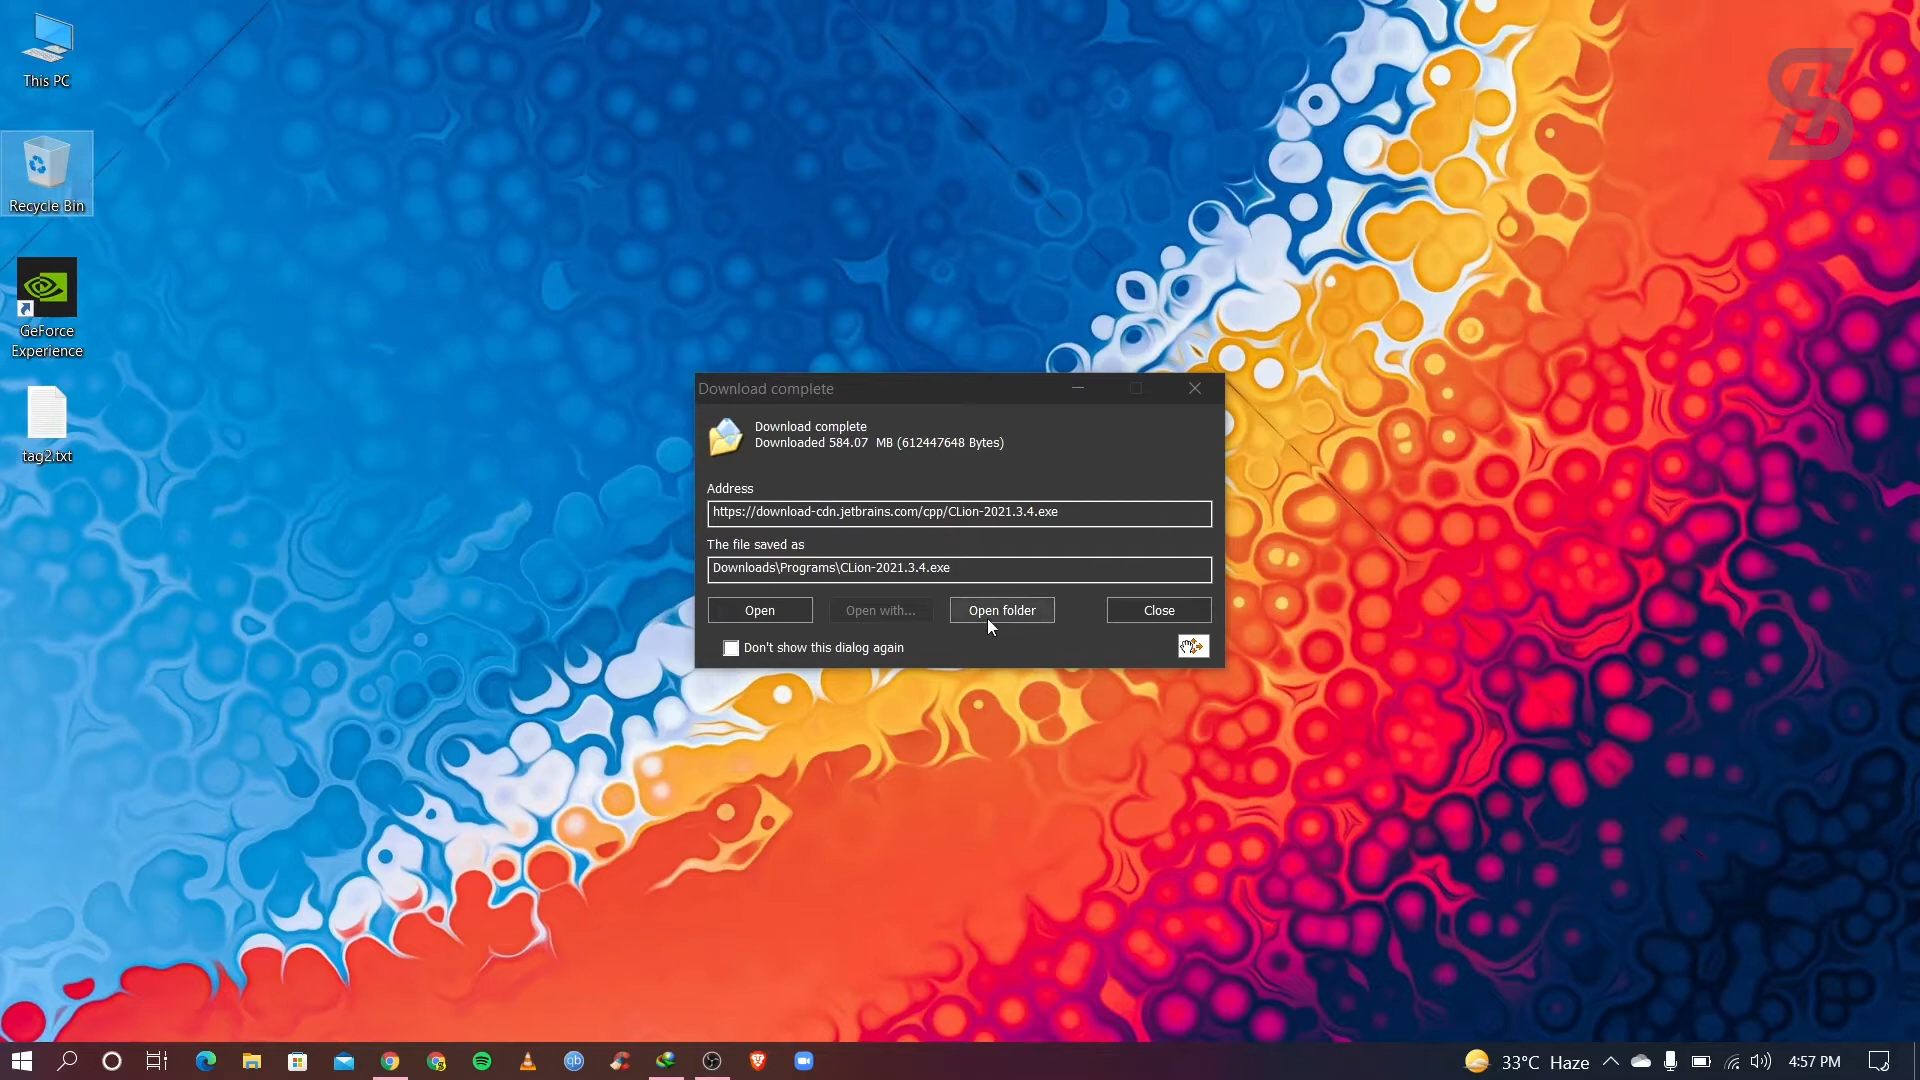 This PC
Recycle Bin
GeForce
Experience
tag2.txt
Download complete
Download complete
Downloaded 584.07 MB (612447648 Bytes)
Address
https://download-cdn.jetbrains.com/cpp/CLion-2021.3.4.exe
The file saved as
Downloads\Programs\CLion-2021.3.4.exe
Open
Open with...
Open folder
Close
Don't show this dialog again
qb
33°C Haze
4:57 PM